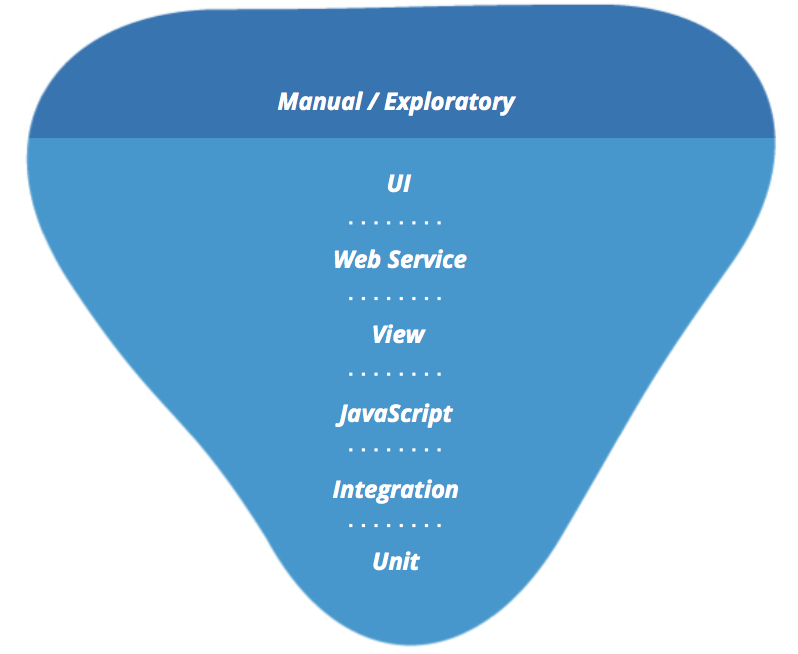 Manual / Exploratory
UI
Web Service
View
JavaScript
Integration
Unit